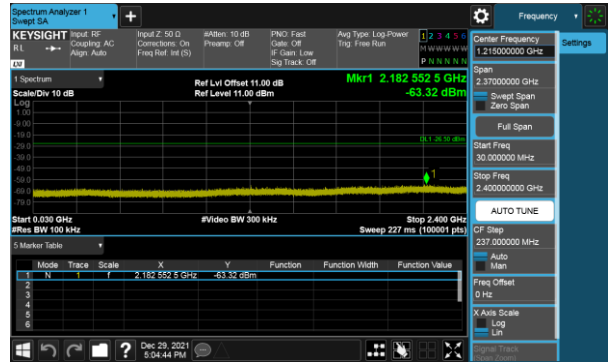 Spectrum Analyzer 1
Swept SA
+
Frequency
KEYSIGHT Input: RF Input Z: 50 Ω #Atten: 10 dB PNO: Fast Avg Type: Log-Power 1 2 3 4 5 6
RL Coupling: AC Corrections: On Preamp: Off Gate: Off Trig: Free Run M W W W W W
Align: Auto Freq Ref: Int (S) IF Gain: Low P N N N N N
Sig Track: Off
LXI
Center Frequency
1.215000000 GHz
Settings
1 Spectrum
Ref Lvl Offset 11.00 dB
Mkr1 2.182 552 5 GHz
Scale/Div 10 dB
Ref Level 11.00 dBm
-63.32 dBm
Log
1.00
-9.00
-19.0
-29.0
-39.0
-49.0
-59.0
-69.0
-79.0
DL1 -26.10 dBm
1
Start 0.030 GHz #Video BW 300 kHz Stop 2.400 GHz
#Res BW 100 kHz Sweep 227 ms (100001 pts)
Span
2.37000000 GHz
Swept Span
Zero Span
Full Span
Start Freq
30.000000 MHz
Stop Freq
2.400000000 GHz
AUTO TUNE
CF Step
237.000000 MHz
Auto
Man
Freq Offset
0 Hz
X Axis Scale
Log
Lin
Signal Track
(Span Zoom)
5 Marker Table
Mode Trace Scale X Y Function Function Width Function Value
1 N 1 f 2.182 552 5 GHz -63.32 dBm
2
3
4
5
6
?
Dec 29, 2021
5:04:44 PM